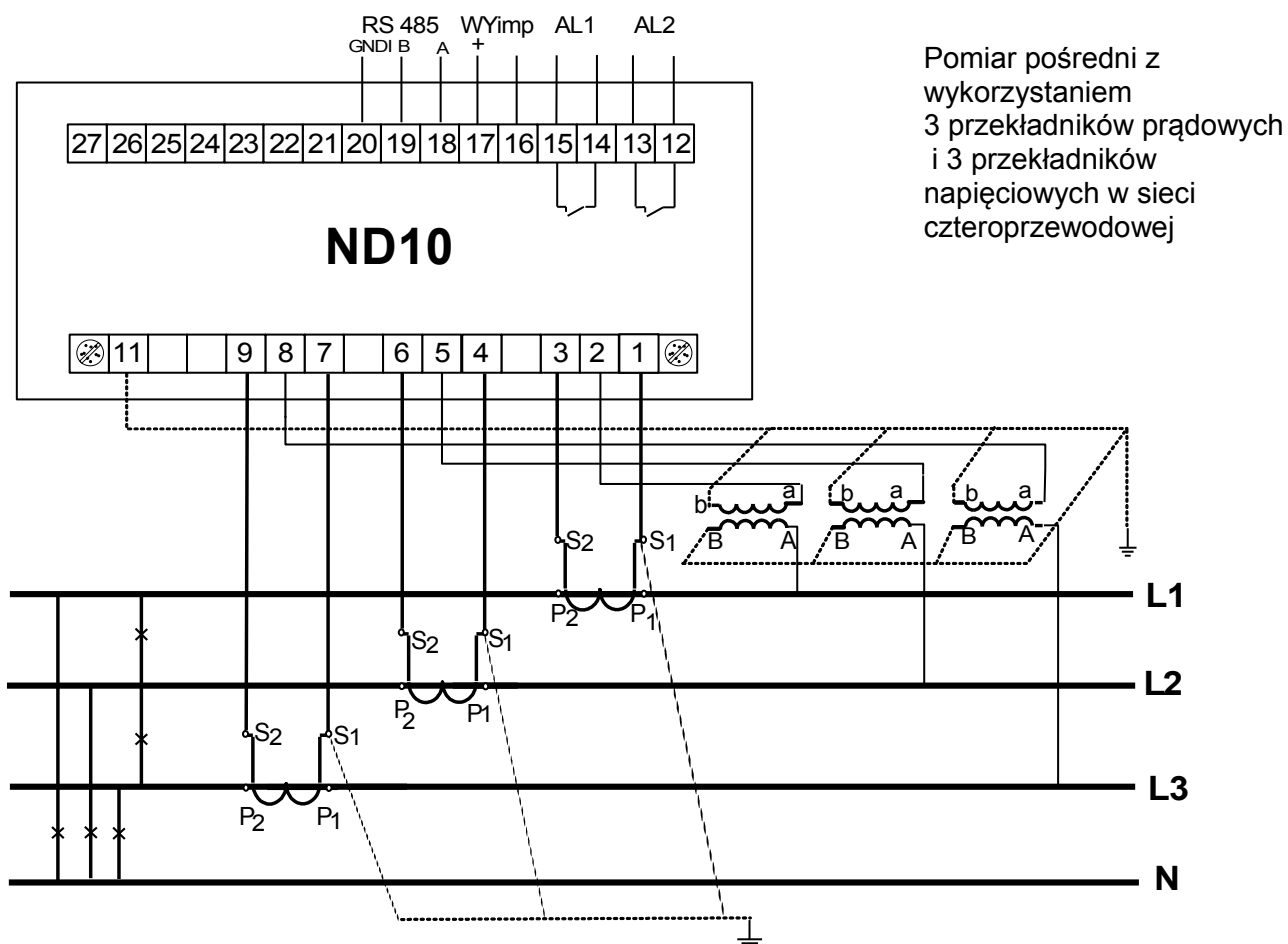 RS 485 WYimp AL1 AL2
GNDI B A +
Pomiar pośredni z
wykorzystaniem
3 przekładników prądowych
i 3 przekładników
napięciowych w sieci
czteroprzewodowej
27 26 25 24 23 22 21 20 19 18 17 16 15 14 13 12
ND10
11 9 8 7 6 5 4 3 2 1
b a b a b a
B A B A B A
S2 S1
P2 P1 L1
S2 S1
P2 P1 L2
S2 S1
P2 P1 L3
N